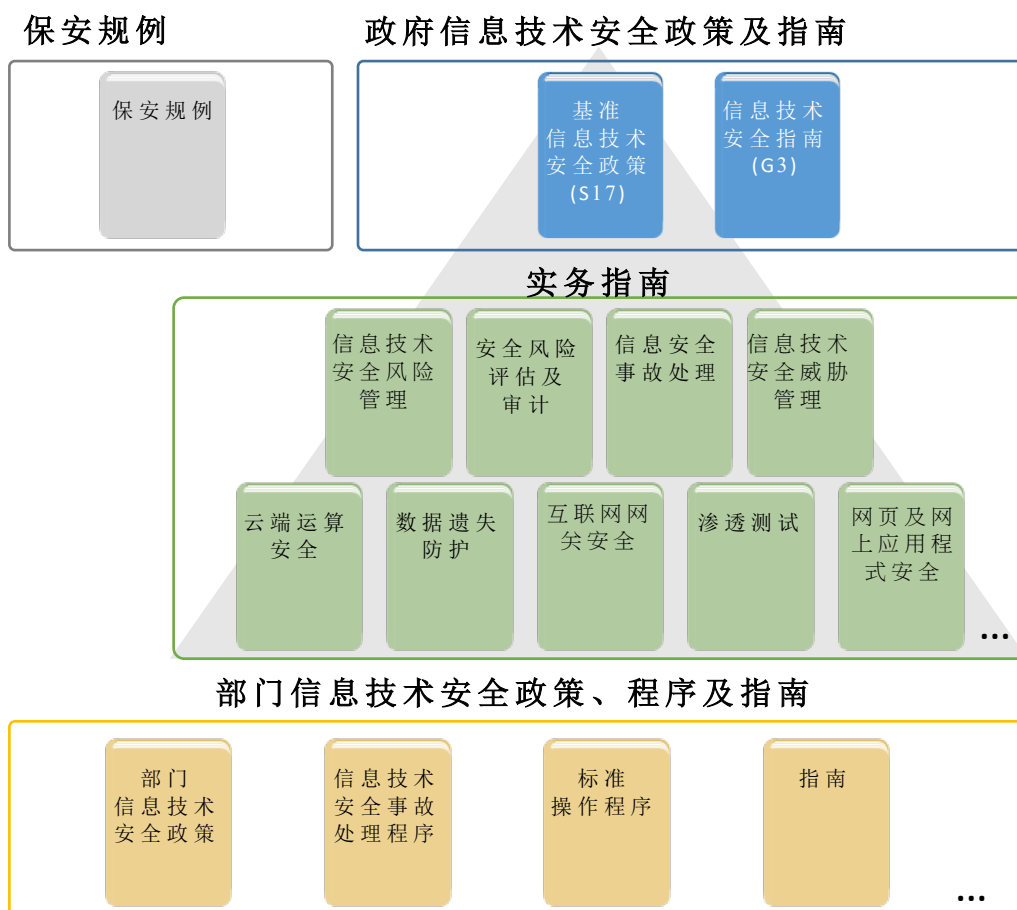 保安规例
政府信息技术安全政策及指南
保安规例
基准
信息技术
安全政策
(S17)
信息技术
安全指南
(G3)
实务指南
信息技术
安全风险
管理
安全风险
评估及
审计
信息安全
事故处理
信息技术
安全威胁
管理
云端运算
安全
数据遗失
防护
互联网网
关安全
渗透测试
网页及网
上应用程
式安全
...
部门信息技术安全政策、程序及指南
部门
信息技术
安全政策
信息技术
安全事故
处理程序
标准
操作程序
指南
...